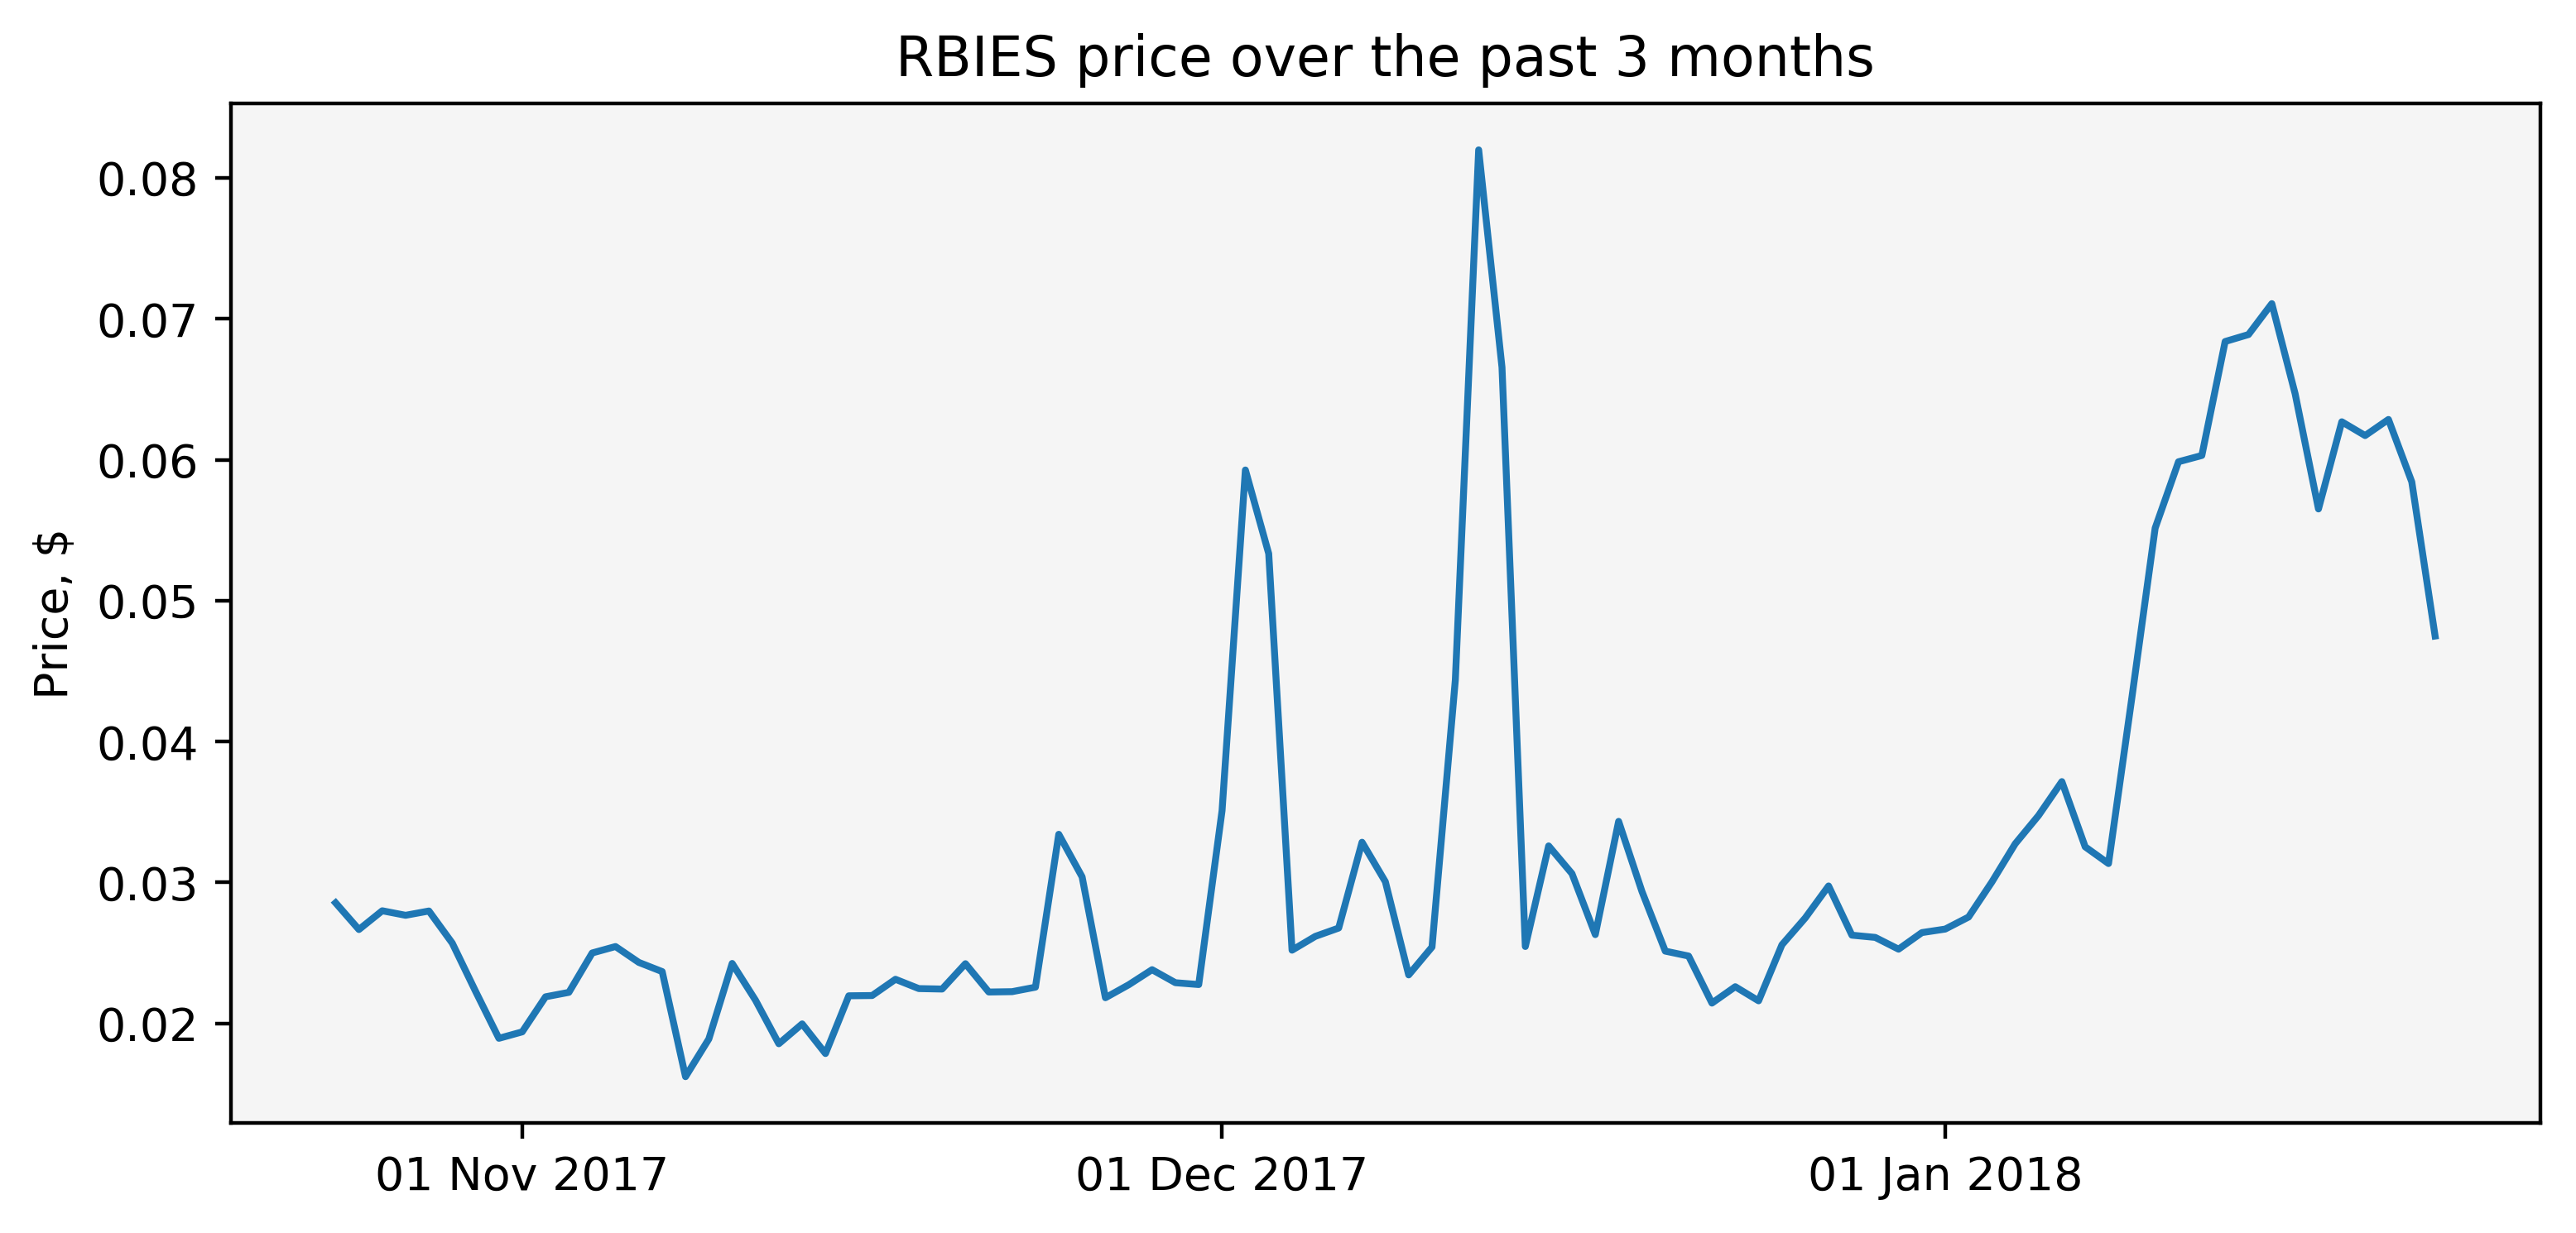 RBIES price over the past 3 months
Price, $
0.08
0.07
0.06
0.05
0.04
0.03
0.02
01 Nov 2017
01 Dec 2017
01 Jan 2018